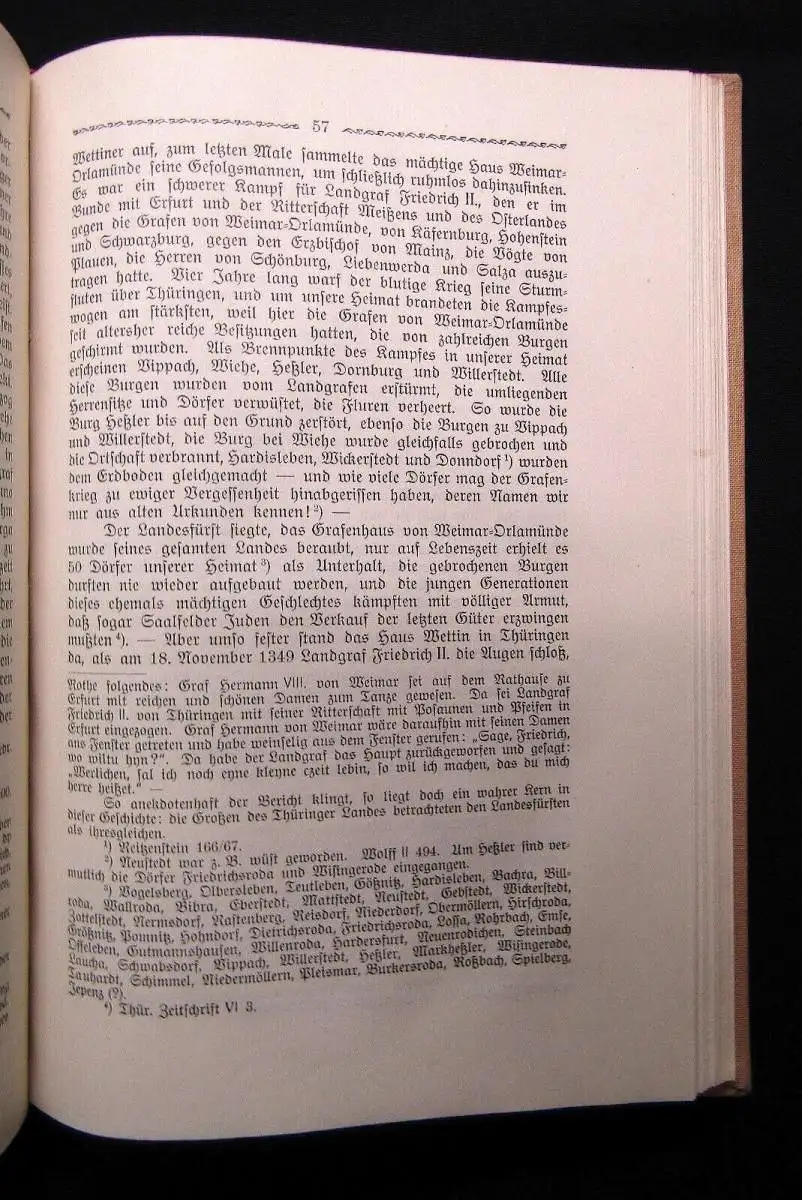 57
Wettiner auf, zum letzten Male sammelte das mächtige Haus Weimar-
Orlamünde seine Gefolgsmannen, um schließlich ruhmlos dahinzusinken.
Es war ein schwerer Kampf für Landgraf Friedrich II., den er im
Bunde mit Erfurt und der Ritterschaft Meißens und des Osterlandes
gegen die Grafen von Weimar-Orlamünde, von Käfernburg, Hohenstein
und Schwarzburg, gegen den Erzbischof von Mainz, die Vögte von
Plauen, die Herren von Schönburg, Liebenwerda und Salza auszu-
tragen hatte. Vier Jahre lang warf der blutige Krieg seine Sturm-
fluten über Thüringen, und um unsere Heimat brandeten die Kampfes-
wogen am stärksten, weil hier die Grafen von Weimar-Orlamünde
seit altersher reiche Besitzungen hatten, die von zahlreichen Burgen
geschirmt wurden. Als Brennpunkte des Kampfes in unserer Heimat
erscheinen Vippach, Wiehe, Heßler, Dornburg und Willerstedt. Alle
diese Burgen wurden vom Landgrafen erstürmt, die umliegenden
Herrensitze und Dörfer verwüstet, die Fluren verheert. So wurde die
Burg Heßler bis auf den Grund zerstört, ebenso die Burgen zu Vippach
und Willerstedt, die Burg bei Wiehe wurde gleichfalls gebrochen und
die Ortschaft verbrannt, Hardisleben, Wickerstedt und Donndorf¹) wurden
dem Erdboden gleichgemacht — und wie viele Dörfer mag der Grafen-
krieg zu ewiger Vergessenheit hinabgerissen haben, deren Namen wir
nur aus alten Urkunden kennen!²) —
Der Landesfürst siegte, das Grafenhaus von Weimar-Orlamünde
wurde seines gesamten Landes beraubt, nur auf Lebenszeit erhielt es
50 Dörfer unserer Heimat³) als Unterhalt, die gebrochenen Burgen
durften nie wieder aufgebaut werden, und die jungen Generationen
dieses ehemals mächtigen Geschlechtes kämpften mit völliger Armut,
daß sogar Saalfelder Juden den Verkauf der letzten Güter erzwingen
mußten⁴). — Aber umso fester stand das Haus Wettin in Thüringen
da, als am 18. November 1349 Landgraf Friedrich II. die Augen schloß,
Rothe folgendes: Graf Hermann VIII. von Weimar sei auf dem Rathause zu
Erfurt mit reichen und schönen Damen zum Tanze gewesen. Da sei Landgraf
Friedrich II. von Thüringen mit seiner Ritterschaft mit Posaunen und Pfeifen in
Erfurt eingezogen. Graf Hermann von Weimar wäre daraufhin mit seinen Damen
ans Fenster getreten und habe weinselig aus dem Fenster gerufen: „Sage, Friedrich,
wo wiltu hyn?“. Da habe der Landgraf das Haupt zurückgeworfen und gesagt:
„Werlichen, sal ich noch eyne kleyne czeit lebin, so wil ich machen, das du mich
herre heißet.“ —
So anekdotenhaft der Bericht klingt, so liegt doch ein wahrer Kern in
dieser Geschichte: die Großen des Thüringer Landes betrachteten den Landesfürsten
als ihresgleichen.
¹) Reitzenstein 166/67.
²) Neustedt war z. B. wüst geworden. Wolff II 494. Um Heßler sind ver-
mutlich die Dörfer Friedrichsroda und Wisingerode eingegangen.
³) Vogelsberg, Olbersleben, Teutleben, Gößnitz, Hardisleben, Bachra, Bill-
roda, Wallroda, Bibra, Eberstedt, Mattstedt, Neustedt, Gebstedt, Wickerstedt,
Zottelstedt, Nermsdorf, Rastenberg, Reisdorf, Niederdorf, Obermöllern, Hirschroda,
Größnitz, Pomnitz, Hohndorf, Dietrichsroda, Friedrichsroda, Lossa, Rohrbach, Emse,
Osseleben, Gutmannshausen, Willenroda, Hardersfurt, Neuenrodichen, Steinbach
Laucha, Schwabsdorf, Vippach, Willerstedt, Heßler, Markheßler, Wisingerode,
Tauhardt, Schimmel, Niedermöllern, Pleismar, Burkersroda, Roßbach, Spielberg,
Jepenz (?).
⁴) Thür. Zeitschrift VI 3.